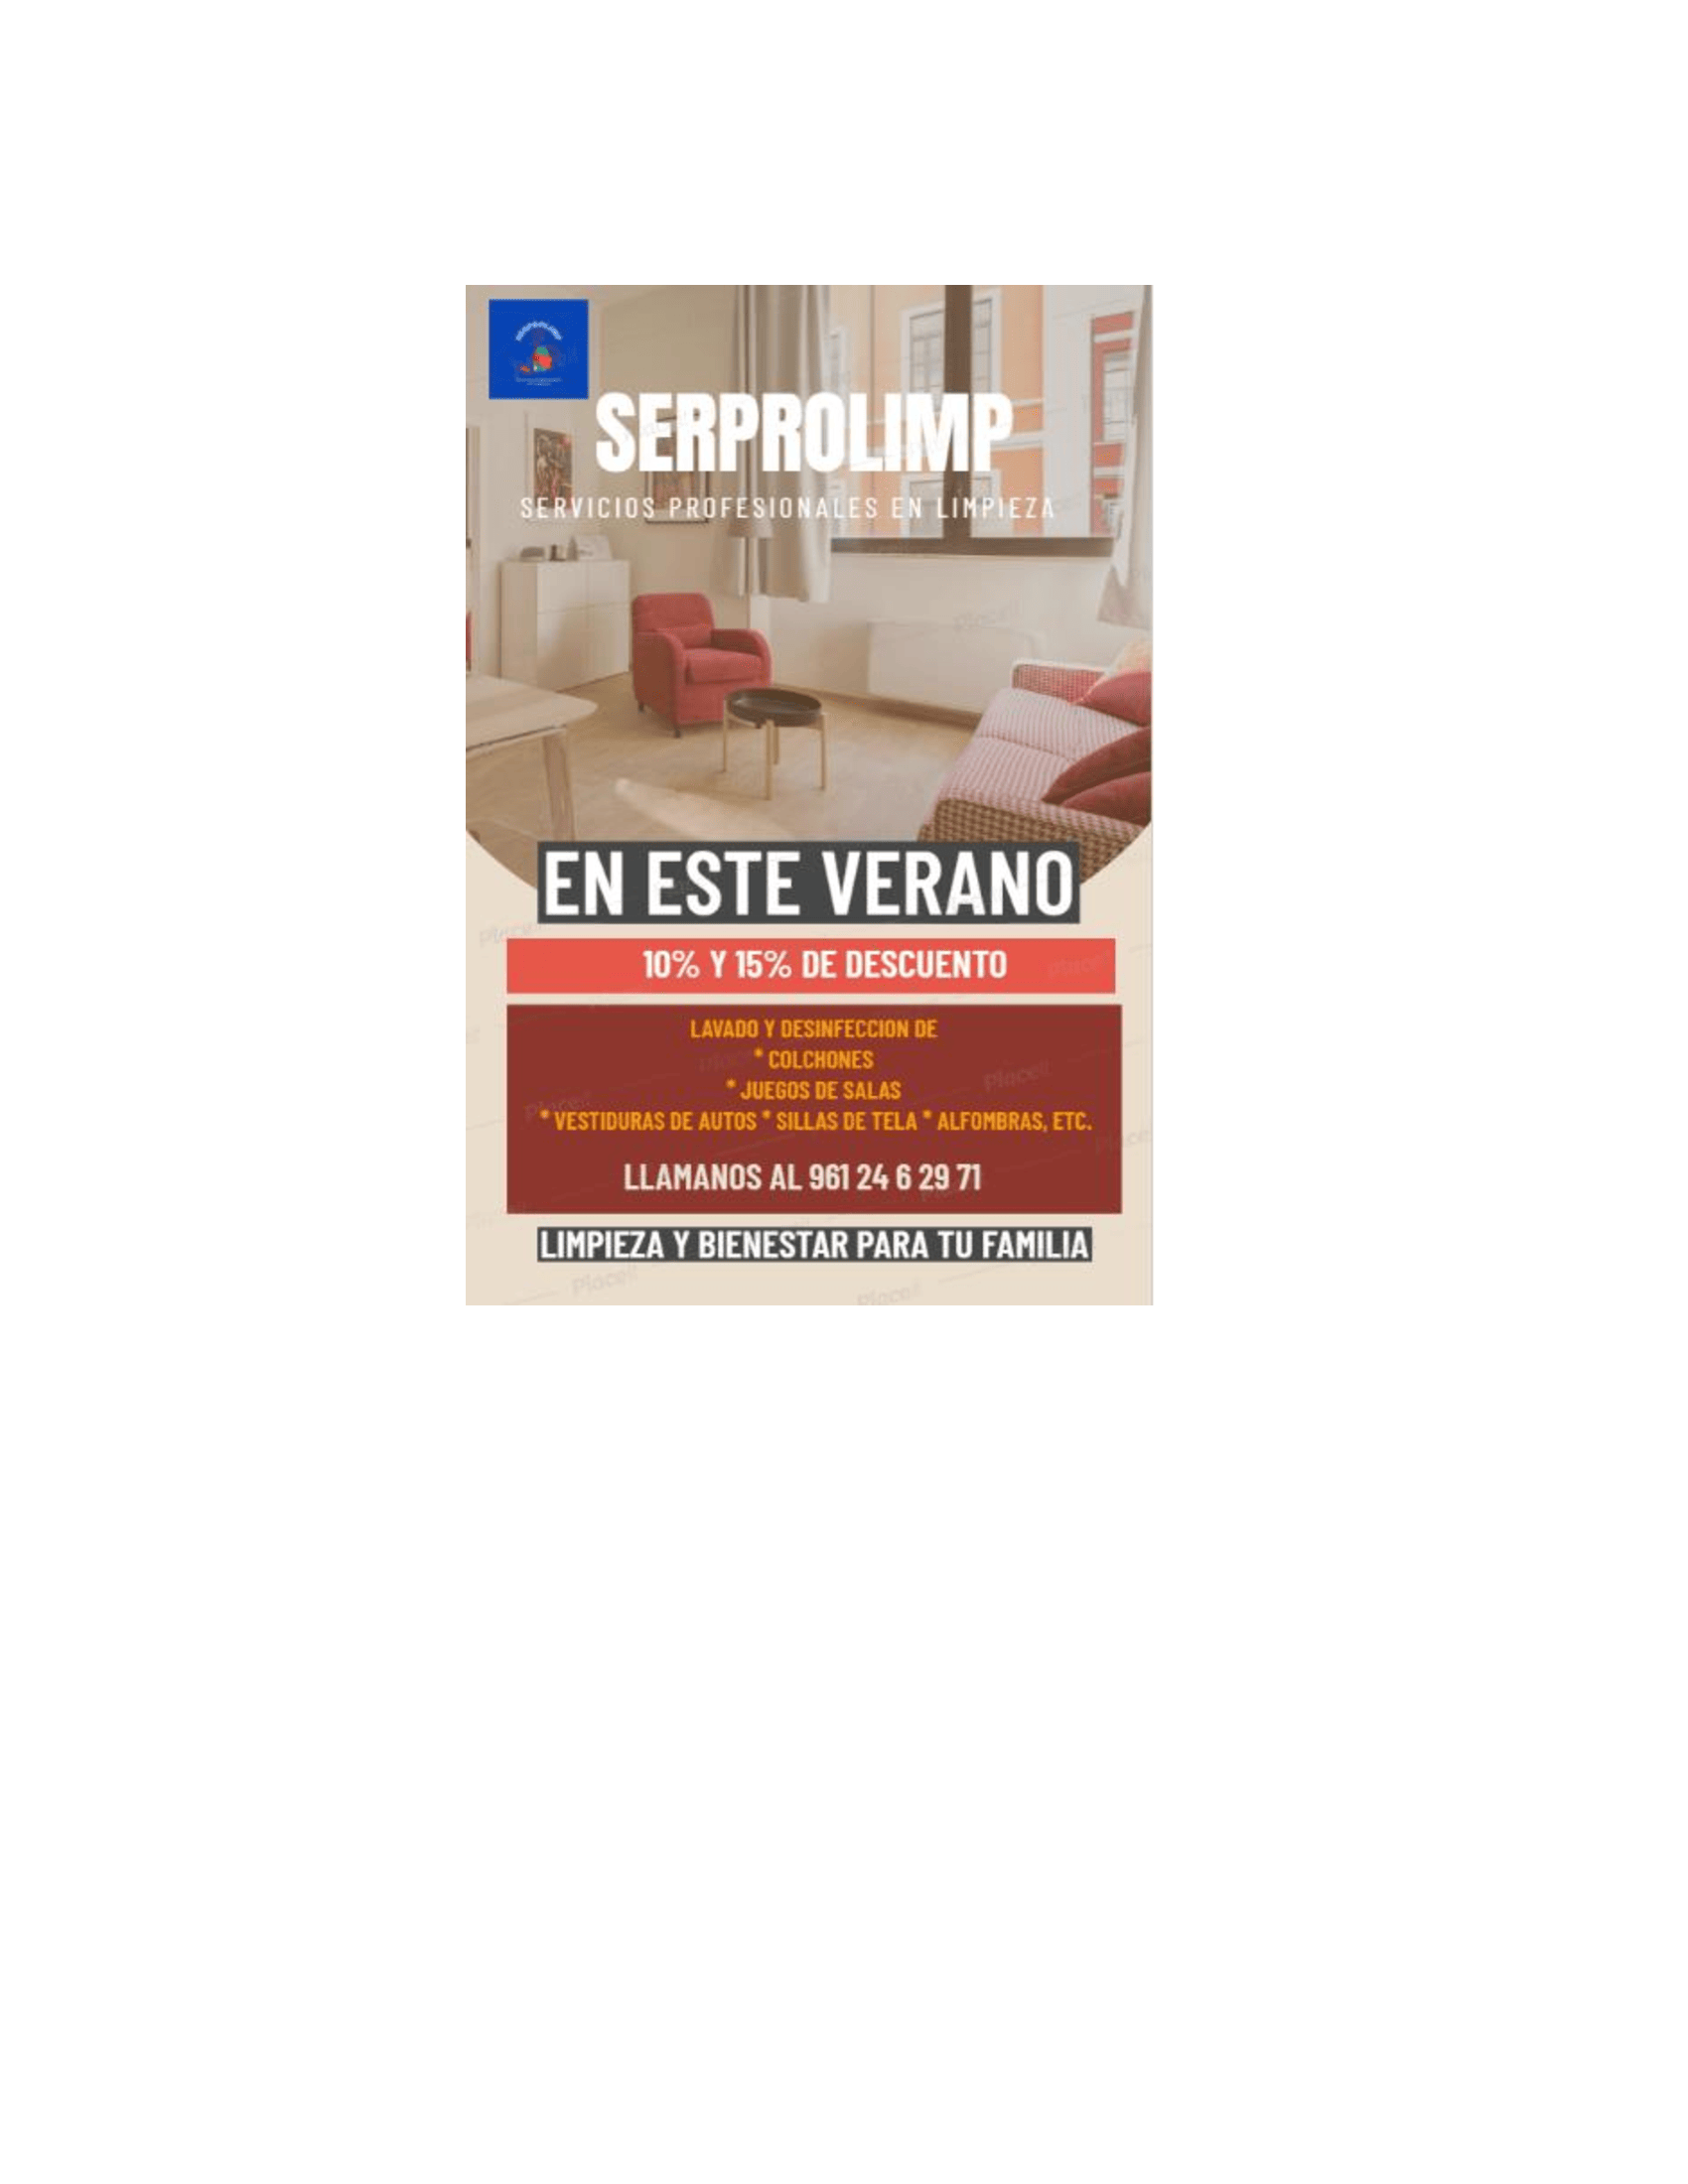 SERPROLIMP
SERVICIOS PROFESIONALES EN LIMPIEZA
EN ESTE VERANO
10% Y 15% DE DESCUENTO
LAVADO Y DESINFECCION DE
* COLCHONES
* JUEGOS DE SALAS
* VESTIDURAS DE AUTOS * SILLAS DE TELA * ALFOMBRAS, ETC.
LLAMANOS AL 961 24 6 29 71
LIMPIEZA Y BIENESTAR PARA TU FAMILIA
Placeit